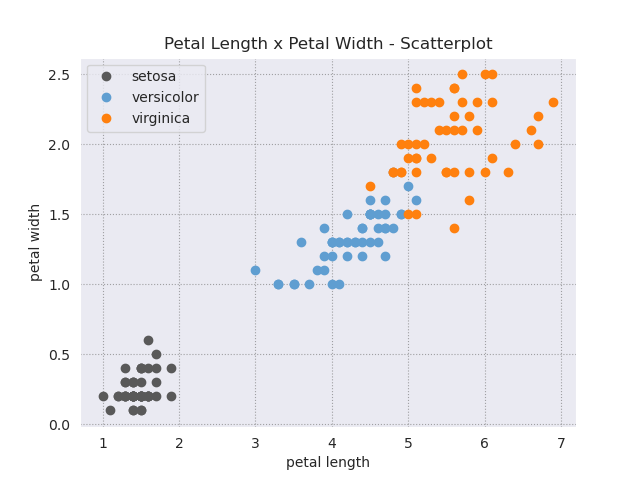 Petal Length x Petal Width - Scatterplot
setosa
versicolor
virginica
2.5
2.0
1.5
1.0
0.5
0.0
petal width
1 2 3 4 5 6 7
petal length